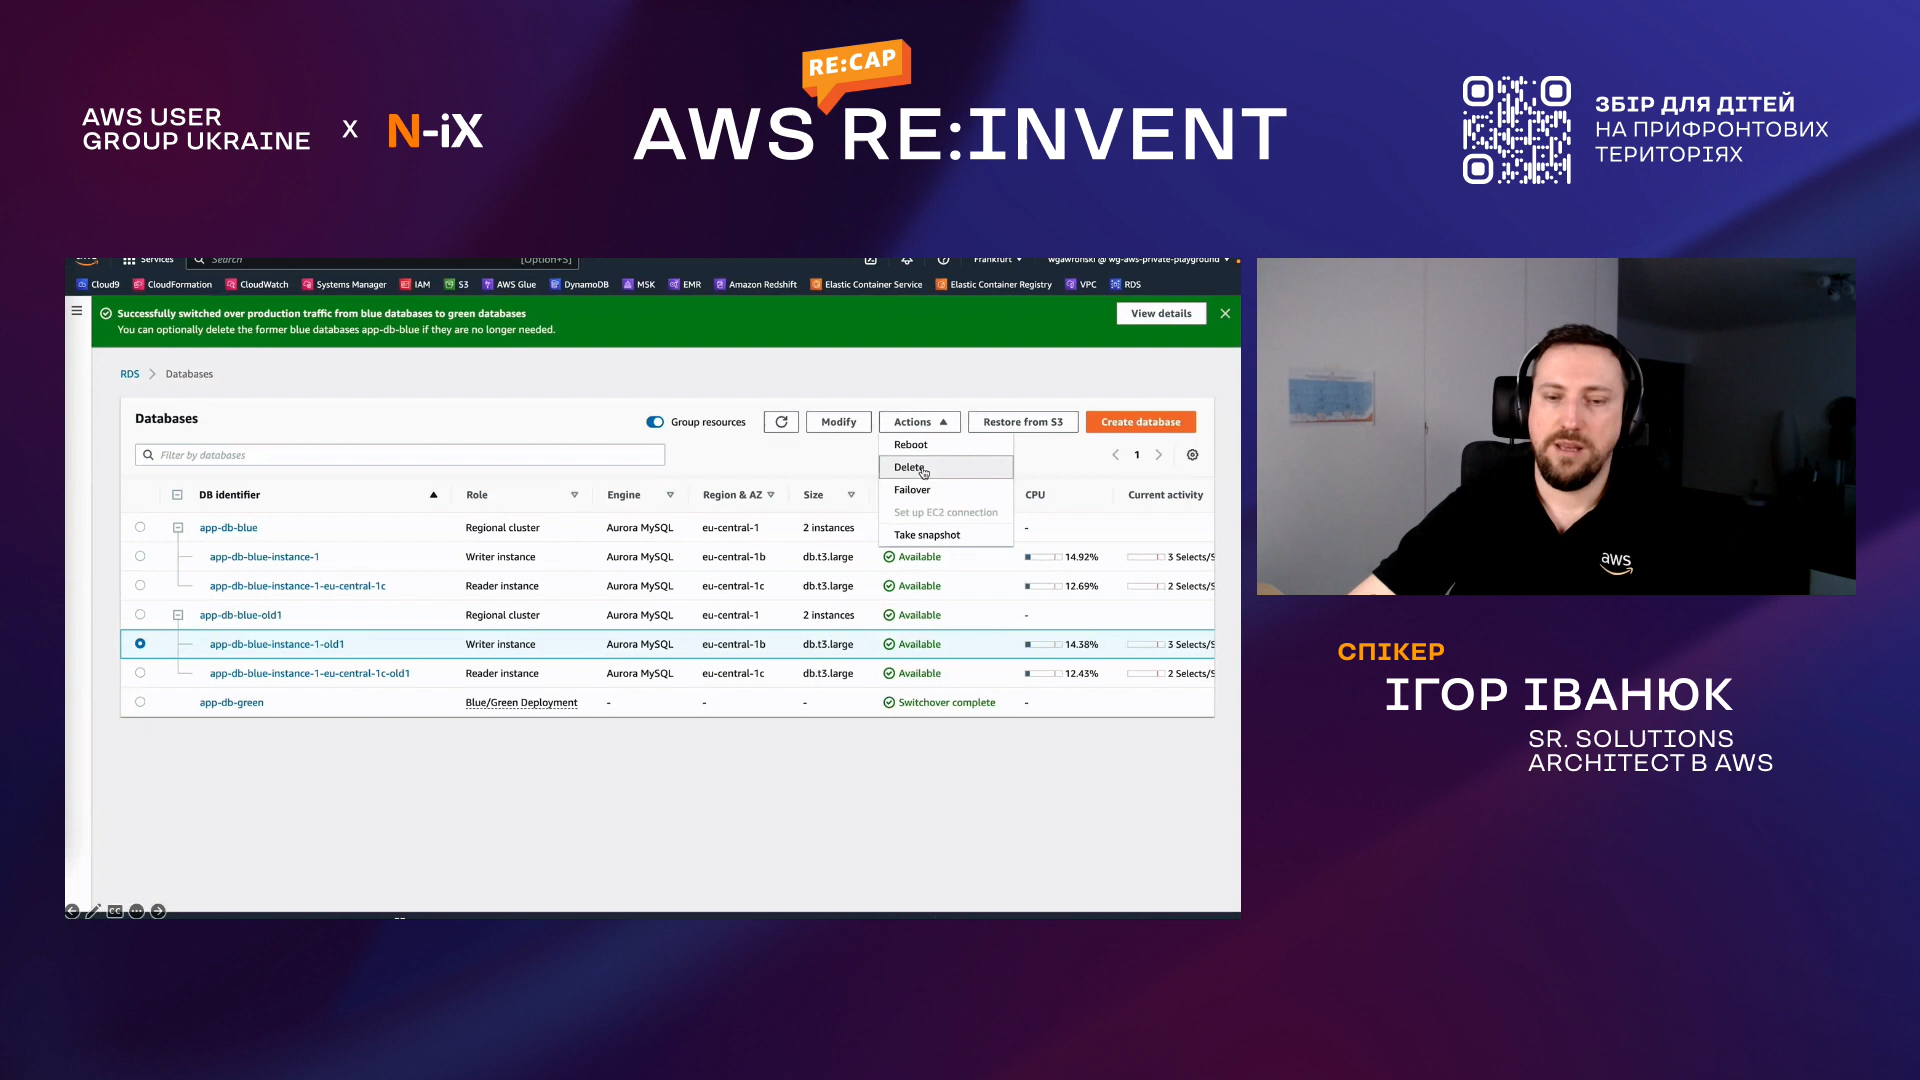 AWS USER
GROUP UKRAINE
X
N-iX
RE:CAP
AWS RE:INVENT
ЗБІР ДЛЯ ДІТЕЙ
НА ПРИФРОНТОВИХ
ТЕРИТОРІЯХ
aws Services Search [Option+S] Frankfurt wgawronski @ wg-aws-private-playground
Cloud9 CloudFormation CloudWatch Systems Manager IAM S3 AWS Glue DynamoDB MSK EMR Amazon Redshift Elastic Container Service Elastic Container Registry VPC RDS
Successfully switched over production traffic from blue databases to green databases
You can optionally delete the former blue databases app-db-blue if they are no longer needed.
View details
RDS Databases
Databases
Group resources Modify Actions Restore from S3 Create database
Reboot
Delete
Failover
Set up EC2 connection
Take snapshot
Filter by databases
1
DB identifier Role Engine Region & AZ Size CPU Current activity
app-db-blue Regional cluster Aurora MySQL eu-central-1 2 instances -
app-db-blue-instance-1 Writer instance Aurora MySQL eu-central-1b db.t3.large Available 14.92% 3 Selects/S
app-db-blue-instance-1-eu-central-1c Reader instance Aurora MySQL eu-central-1c db.t3.large Available 12.69% 2 Selects/S
app-db-blue-old1 Regional cluster Aurora MySQL eu-central-1 2 instances Available -
app-db-blue-instance-1-old1 Writer instance Aurora MySQL eu-central-1b db.t3.large Available 14.38% 3 Selects/S
app-db-blue-instance-1-eu-central-1c-old1 Reader instance Aurora MySQL eu-central-1c db.t3.large Available 12.43% 2 Selects/S
app-db-green Blue/Green Deployment - - - Switchover complete -
CC
aws
СПІКЕР
ІГОР ІВАНЮК
SR. SOLUTIONS
ARCHITECT В AWS